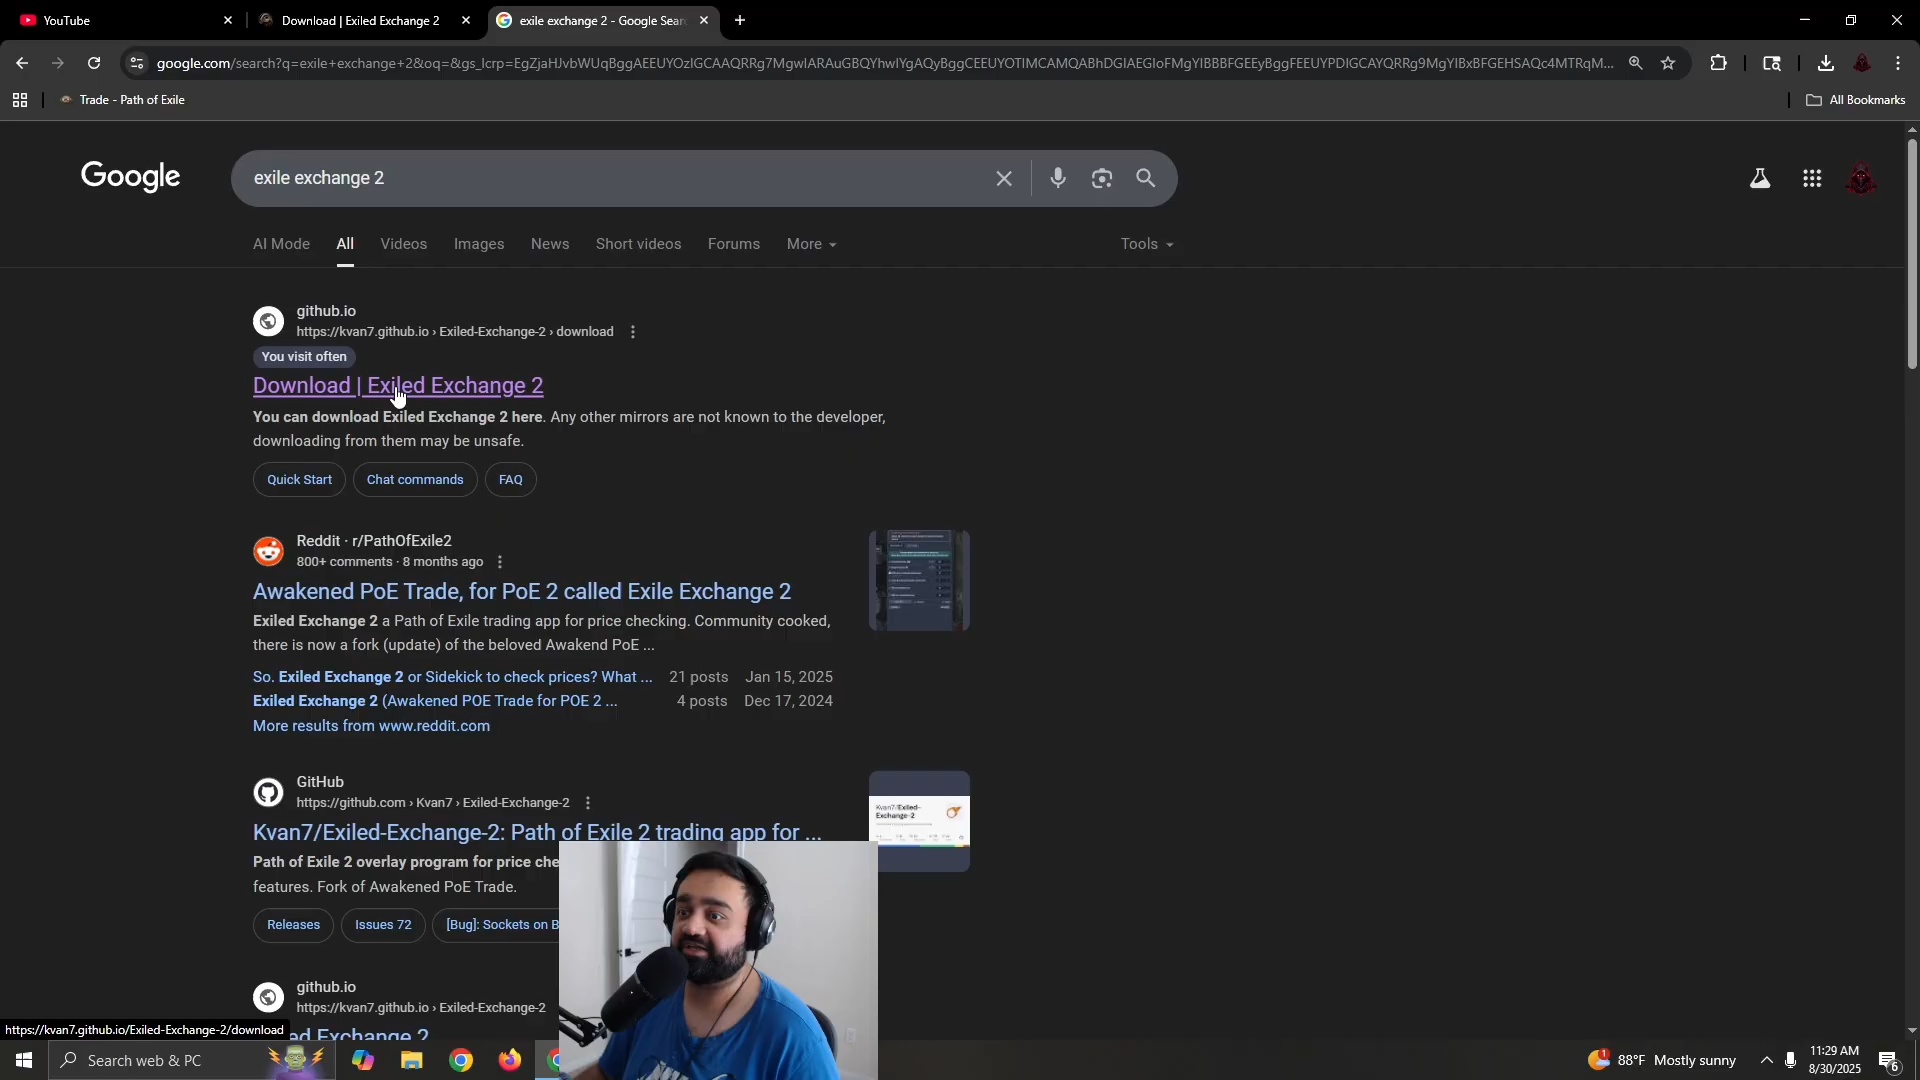 YouTube
Download | Exiled Exchange 2
exile exchange 2 - Google Sear
google.com/search?q=exile+exchange+2&oq=&gs_lcrp=EgZjaHJvbWUqBggAEEUYOzIGCAAQRRg7MgwIARAuGBQYhwIYgAQyBggCEEUYOTIMCAMQABhDGIAEGIoFMgYIBBBFGEEyBggFEEUYPDIGCAYQRRg9MgYIBxBFGEHSAQc4MTRqM...
Trade - Path of Exile
All Bookmarks
Google
exile exchange 2
AI Mode All Videos Images News Short videos Forums More Tools
github.io
https://kvan7.github.io › Exiled-Exchange-2 › download
You visit often
Download | Exiled Exchange 2
You can download Exiled Exchange 2 here. Any other mirrors are not known to the developer,
downloading from them may be unsafe.
Quick Start Chat commands FAQ
Reddit · r/PathOfExile2
800+ comments · 8 months ago
Awakened PoE Trade, for PoE 2 called Exile Exchange 2
Exiled Exchange 2 a Path of Exile trading app for price checking. Community cooked,
there is now a fork (update) of the beloved Awakend PoE ...
So. Exiled Exchange 2 or Sidekick to check prices? What ... 21 posts Jan 15, 2025
Exiled Exchange 2 (Awakened POE Trade for POE 2 ... 4 posts Dec 17, 2024
More results from www.reddit.com
GitHub
https://github.com › Kvan7 › Exiled-Exchange-2
Kvan7/Exiled-Exchange-2: Path of Exile 2 trading app for ...
Kvan7/Exiled-
Exchange-2
Path of Exile 2 overlay program for price che
features. Fork of Awakened PoE Trade.
Releases Issues 72 [Bug]: Sockets on B
github.io
https://kvan7.github.io › Exiled-Exchange-2
https://kvan7.github.io/Exiled-Exchange-2/download
ed Exchange 2
Search web & PC
88°F Mostly sunny
11:29 AM
8/30/2025
6